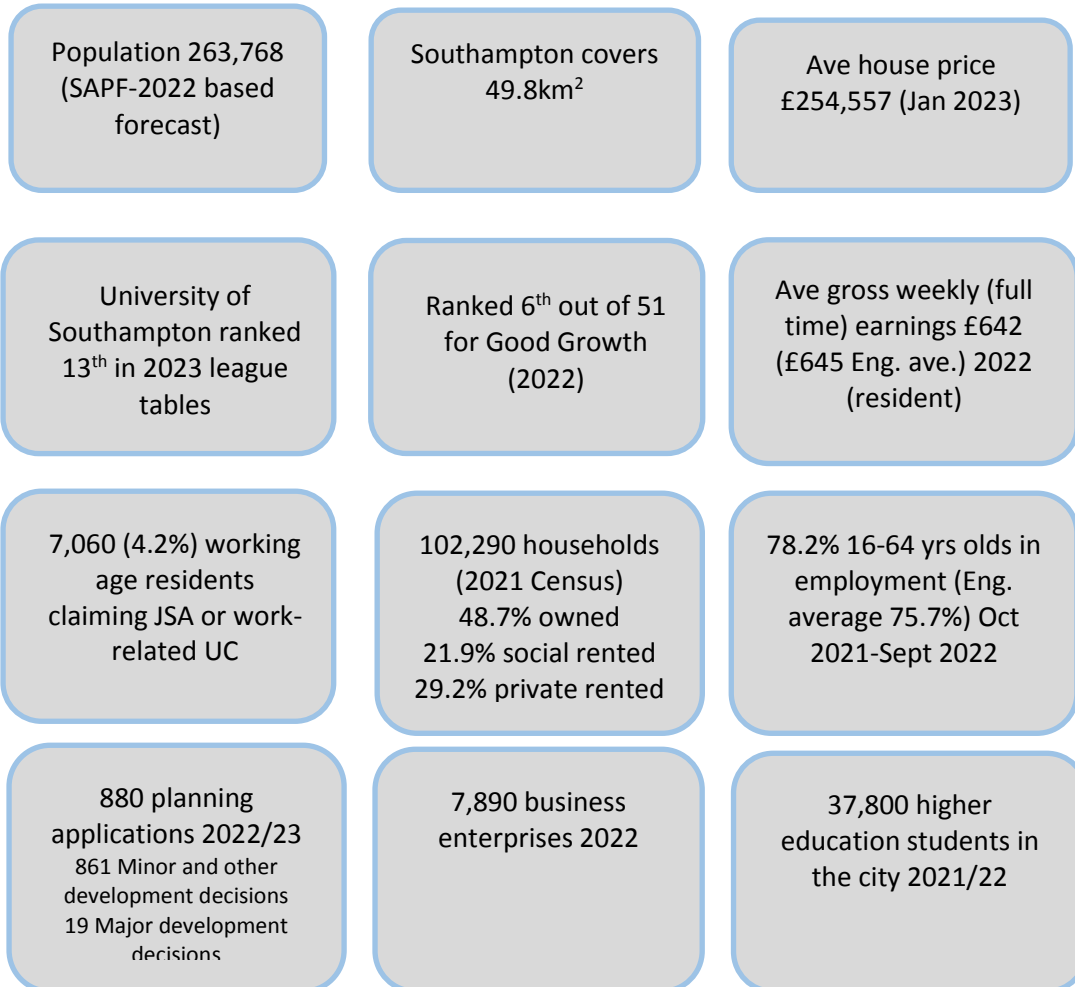 Population 263,768
(SAPF-2022 based
forecast)
Southampton covers
49.8km²
Ave house price
£254,557 (Jan 2023)
University of
Southampton ranked
13th in 2023 league
tables
Ranked 6th out of 51
for Good Growth
(2022)
Ave gross weekly (full
time) earnings £642
(£645 Eng. ave.) 2022
(resident)
7,060 (4.2%) working
age residents
claiming JSA or work-
related UC
102,290 households
(2021 Census)
48.7% owned
21.9% social rented
29.2% private rented
78.2% 16-64 yrs olds in
employment (Eng.
average 75.7%) Oct
2021-Sept 2022
880 planning
applications 2022/23
861 Minor and other
development decisions
19 Major development
decisions
7,890 business
enterprises 2022
37,800 higher
education students in
the city 2021/22